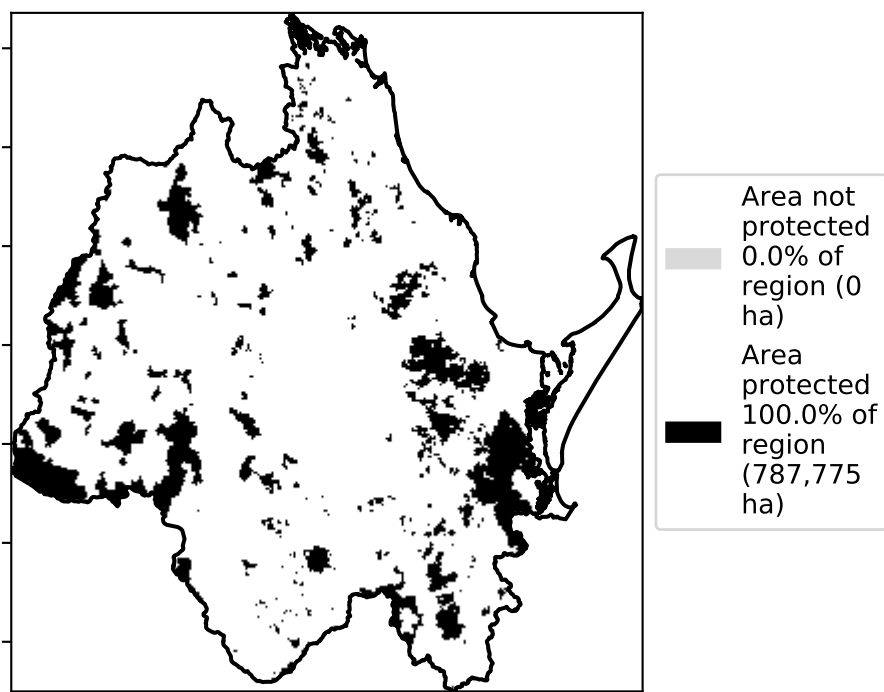 Area not
protected
0.0% of
region (0
ha)
Area
protected
100.0% of
region
(787,775
ha)